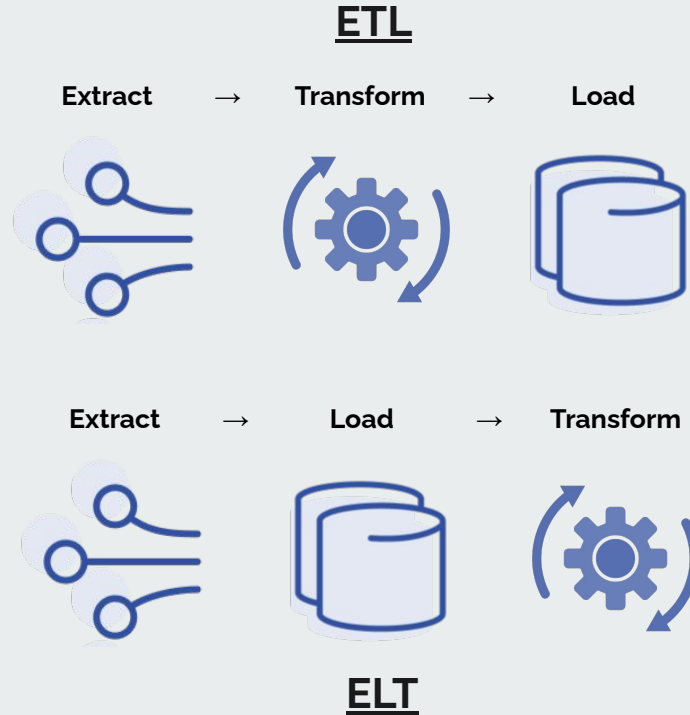 ETL
Extract → Transform → Load
Extract → Load → Transform
ELT